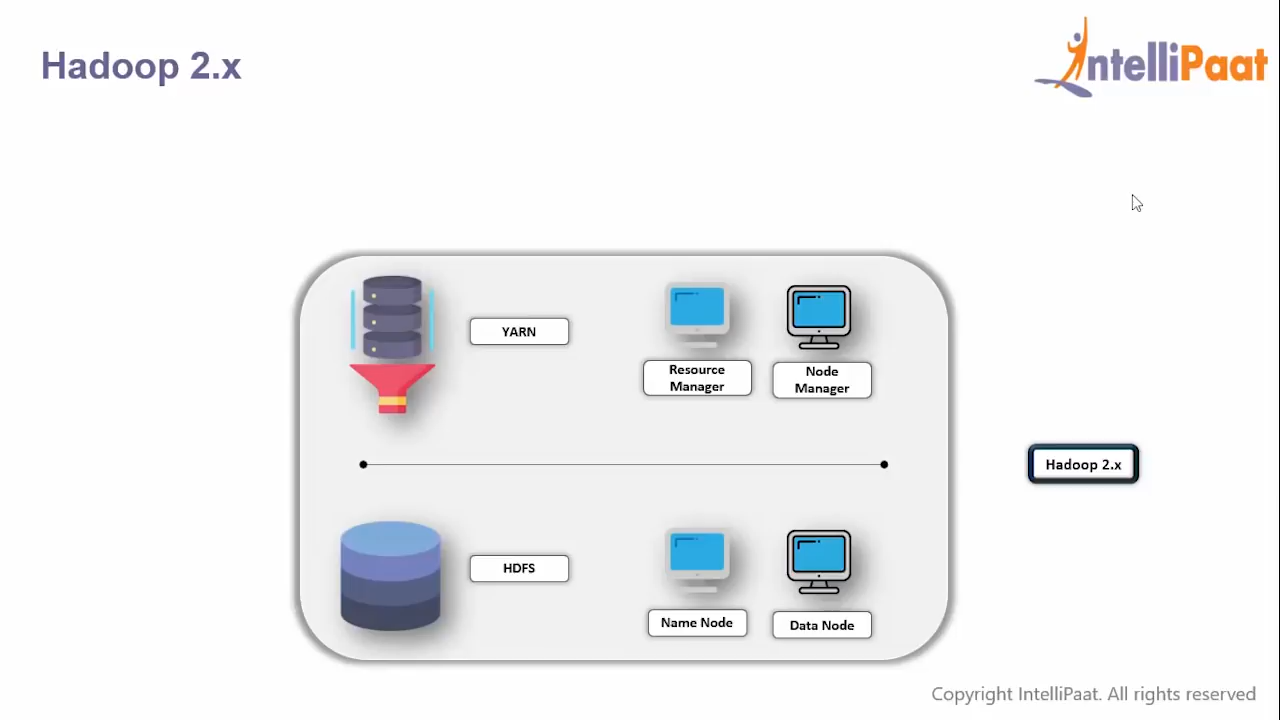 Hadoop 2.x
IntelliPaat
YARN
Resource
Manager
Node
Manager
Hadoop 2.x
HDFS
Name Node
Data Node
Copyright IntelliPaat. All rights reserved